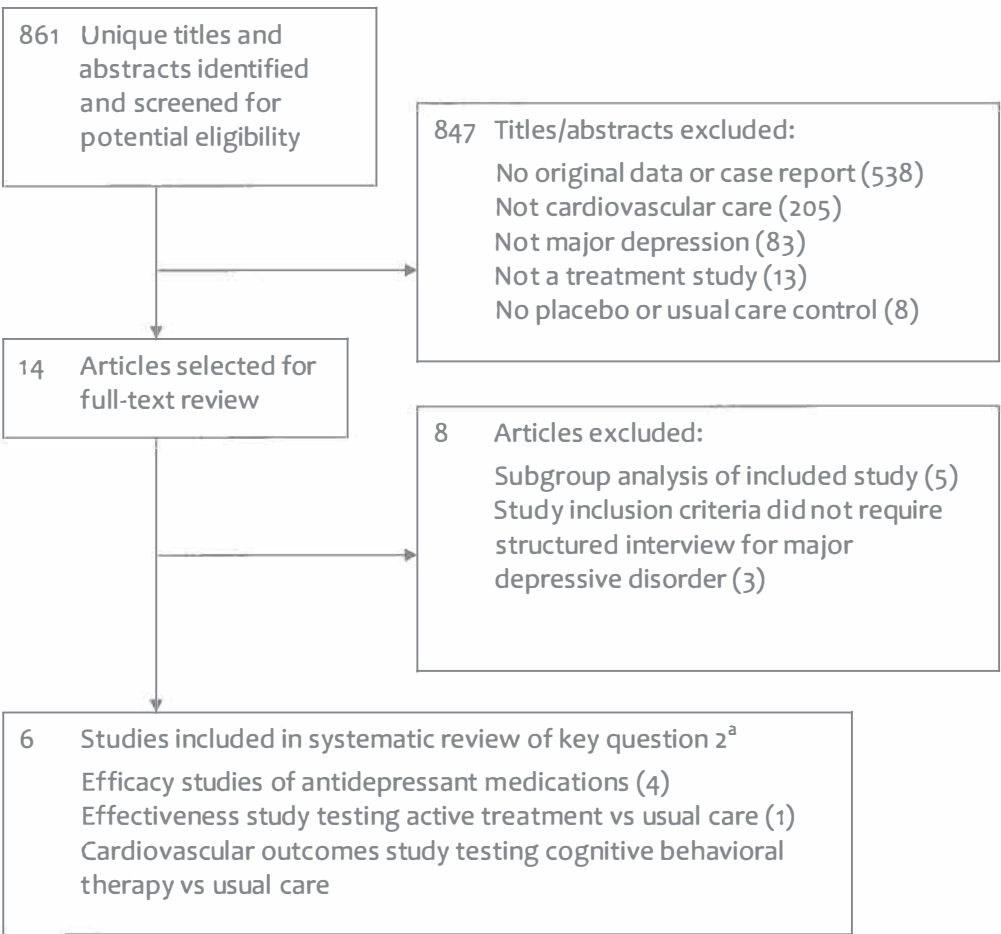 861 Unique titles and
abstracts identified
and screened for
potential eligibility
847 Titles/abstracts excluded:
No original data or case report (538)
Not cardiovascular care (205)
Not major depression (83)
Not a treatment study (13)
No placebo or usual care control (8)
14 Articles selected for
full-text review
8 Articles excluded:
Subgroup analysis of included study (5)
Study inclusion criteria did not require
structured interview for major
depressive disorder (3)
6 Studies included in systematic review of key question 2ᵃ
Efficacy studies of antidepressant medications (4)
Effectiveness study testing active treatment vs usual care (1)
Cardiovascular outcomes study testing cognitive behavioral
therapy vs usual care